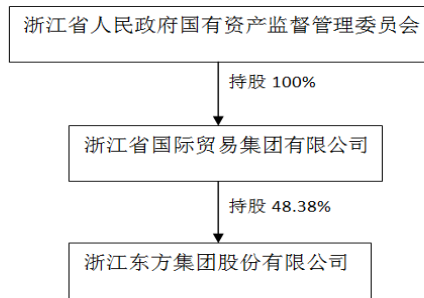 浙江省人民政府国有资产监督管理委员会
持股 100%
浙江省国际贸易集团有限公司
持股 48.38%
浙江东方集团股份有限公司